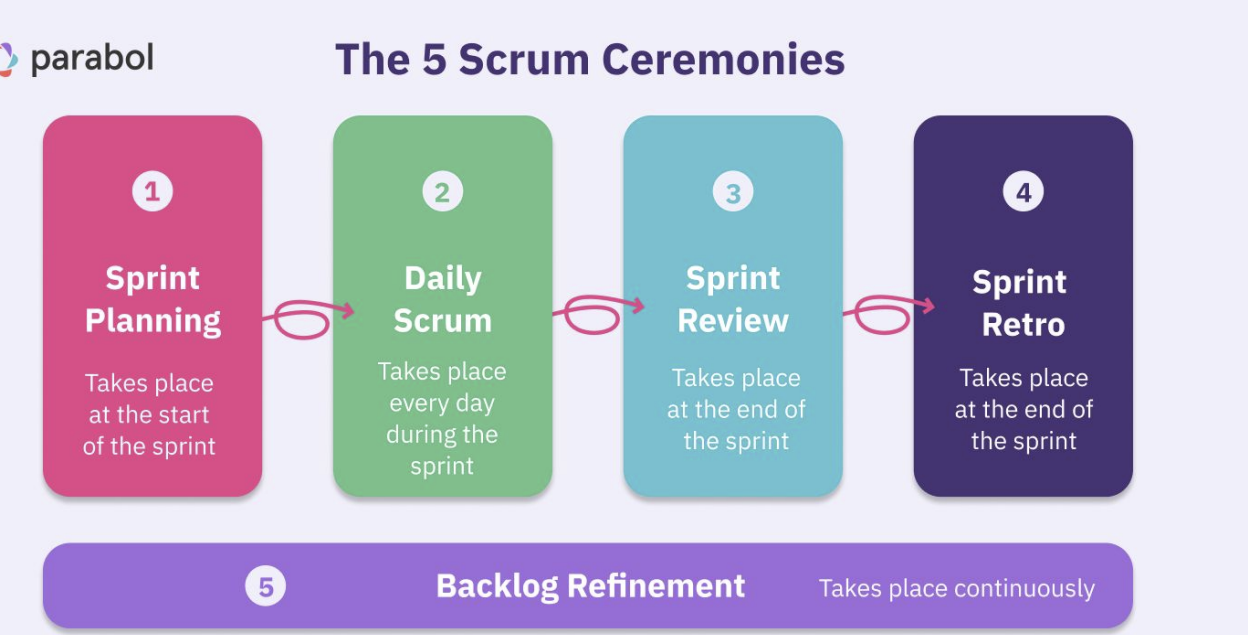 parabol
The 5 Scrum Ceremonies
1
Sprint
Planning
Takes place
at the start
of the sprint
2
Daily
Scrum
Takes place
every day
during the
sprint
3
Sprint
Review
Takes place
at the end of
the sprint
4
Sprint
Retro
Takes place
at the end of
the sprint
5
Backlog Refinement
Takes place continuously